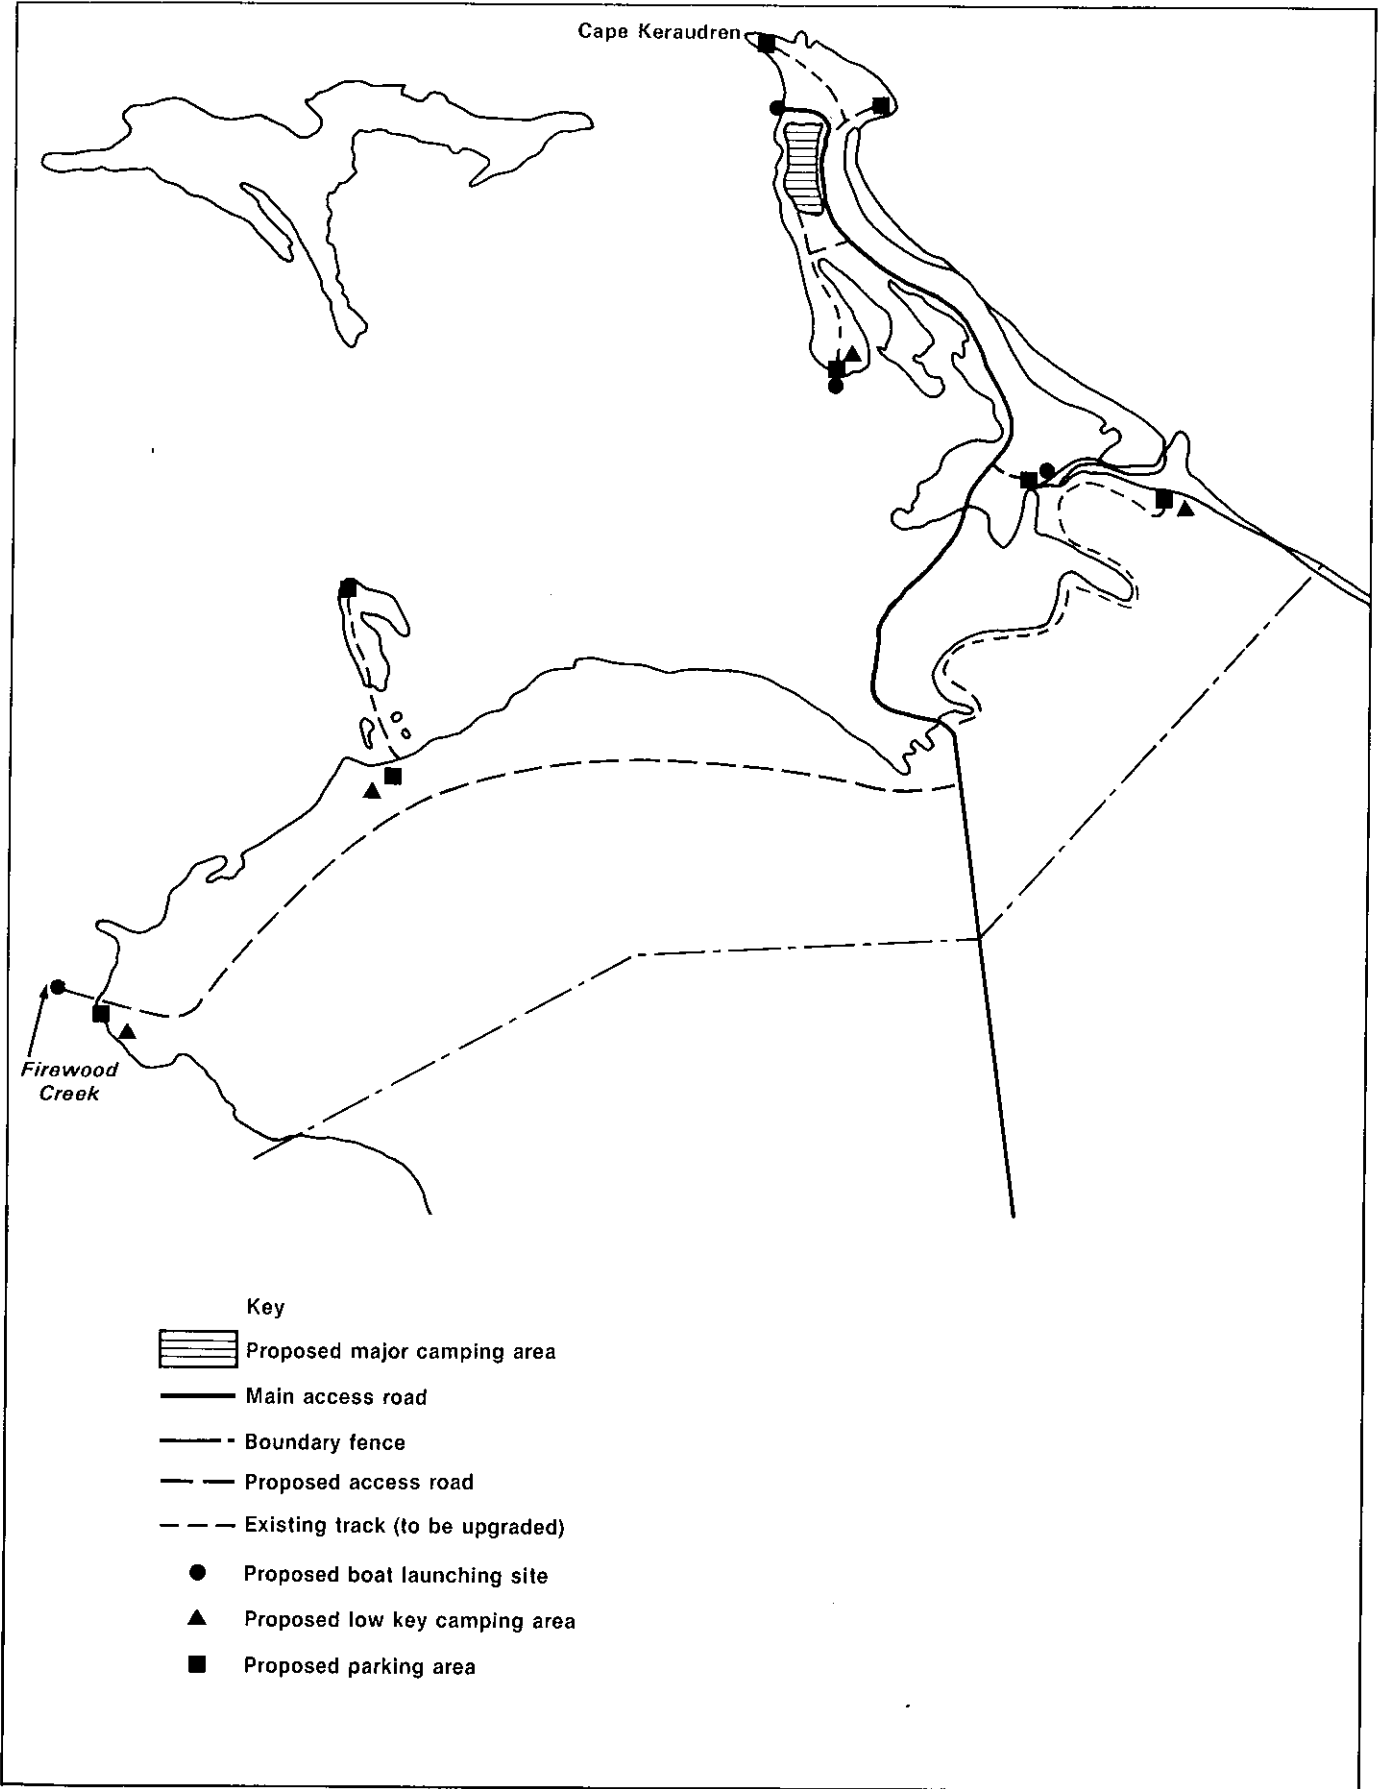 Cape Keraudren
Firewood
Creek
Key
Proposed major camping area
Main access road
Boundary fence
Proposed access road
Existing track (to be upgraded)
Proposed boat launching site
Proposed low key camping area
Proposed parking area